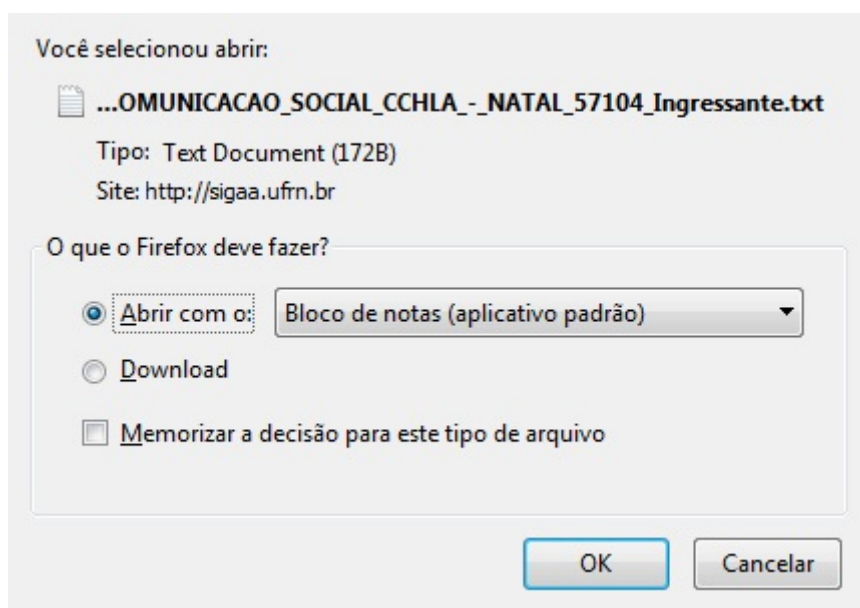 Você selecionou abrir:
...OMUNICACAO_SOCIAL_CCHLA_-_NATAL_57104_Ingressante.txt
Tipo: Text Document (172B)
Site: http://sigaa.ufrn.br
O que o Firefox deve fazer?
Abrir com o: Bloco de notas (aplicativo padrão)
Download
Memorizar a decisão para este tipo de arquivo
OK Cancelar